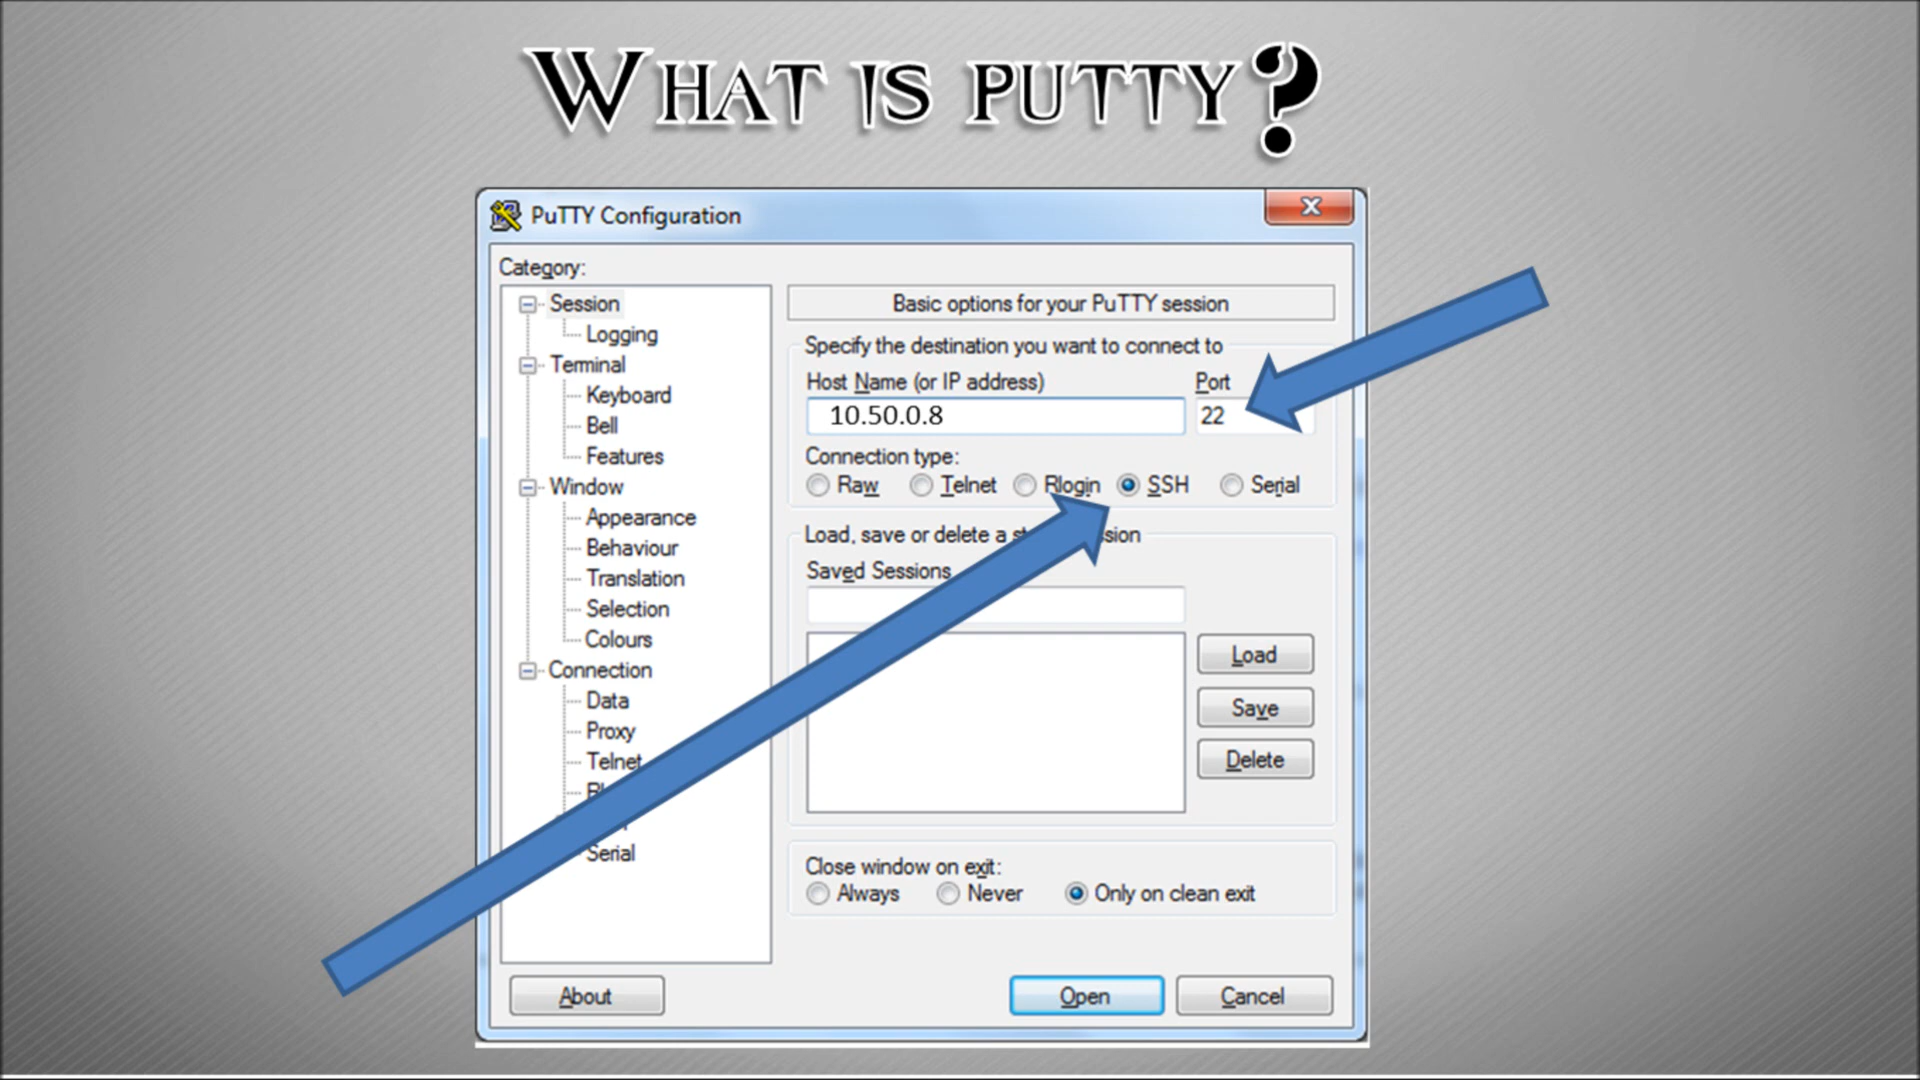 WHAT IS PUTTY?
PuTTY Configuration
Category:
Session
Logging
Terminal
Keyboard
Bell
Features
Window
Appearance
Behaviour
Translation
Selection
Colours
Connection
Data
Proxy
Telnet
Serial
Basic options for your PuTTY session
Specify the destination you want to connect to
Host Name (or IP address) Port
10.50.0.8 22
Connection type:
Raw Telnet Rlogin SSH Serial
Load, save or delete a
Saved Sessions
Load
Save
Delete
Close window on exit:
Always Never Only on clean exit
About Open Cancel